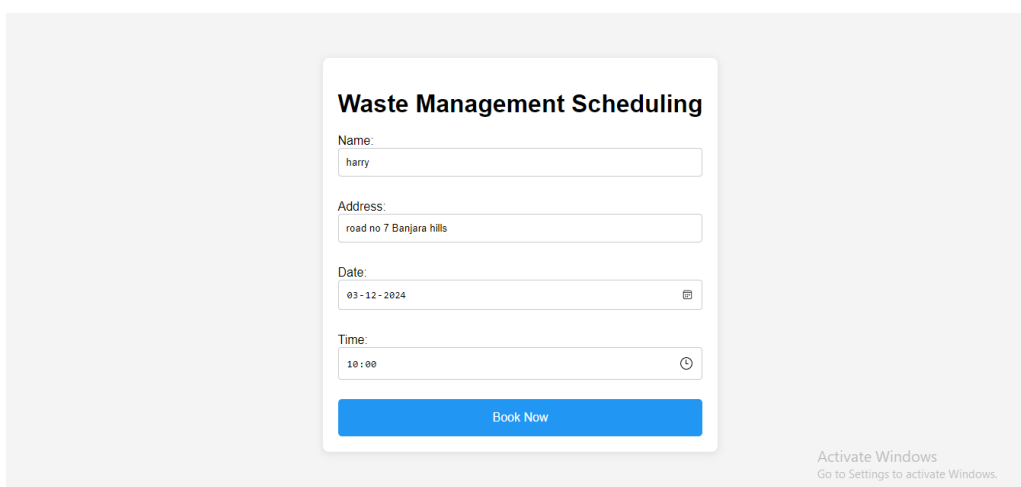 Waste Management Scheduling
Name:
harry
Address:
road no 7 Banjara hills
Date:
03-12-2024
Time:
10:00
Book Now
Activate Windows
Go to Settings to activate Windows.